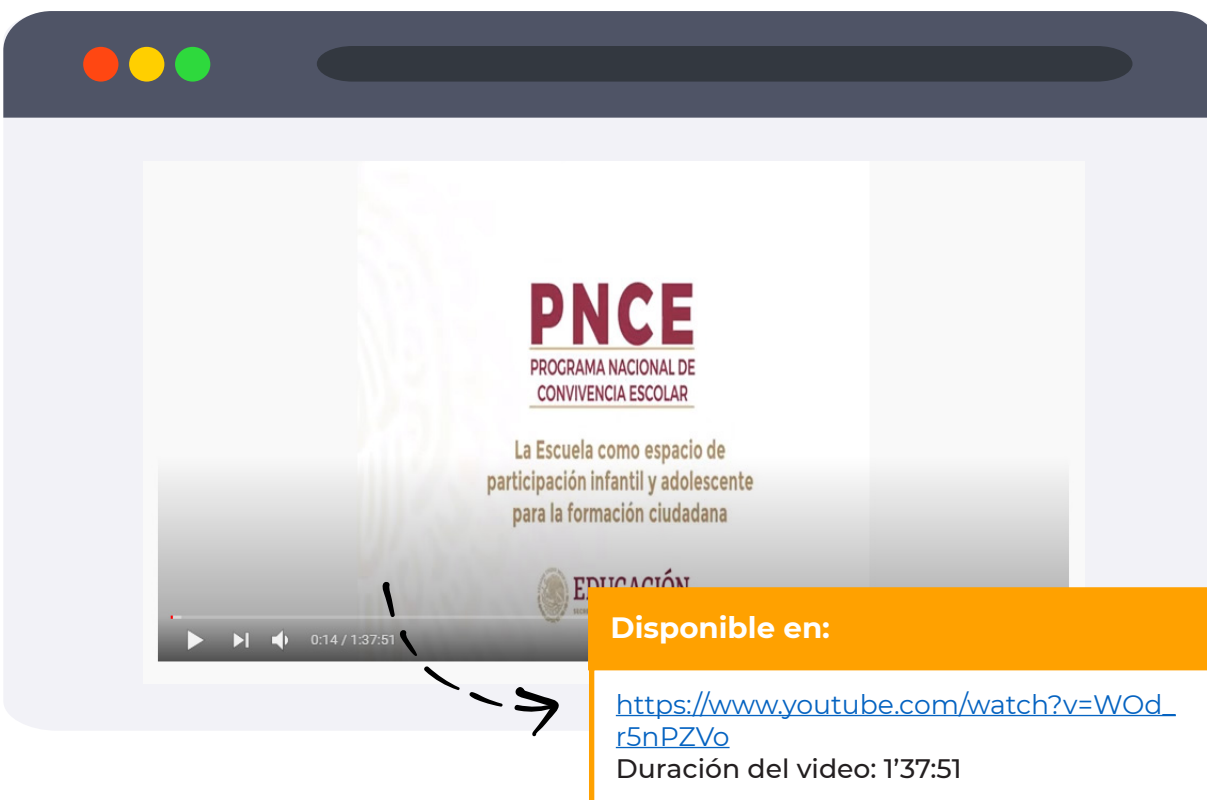 PNCE
PROGRAMA NACIONAL DE
CONVIVENCIA ESCOLAR
La Escuela como espacio de
participación infantil y adolescente
para la formación ciudadana
EDUCACIÓN
0:14 / 1:37:51
Disponible en:
https://www.youtube.com/watch?v=WOd_
r5nPZVo
Duración del video: 1’37:51